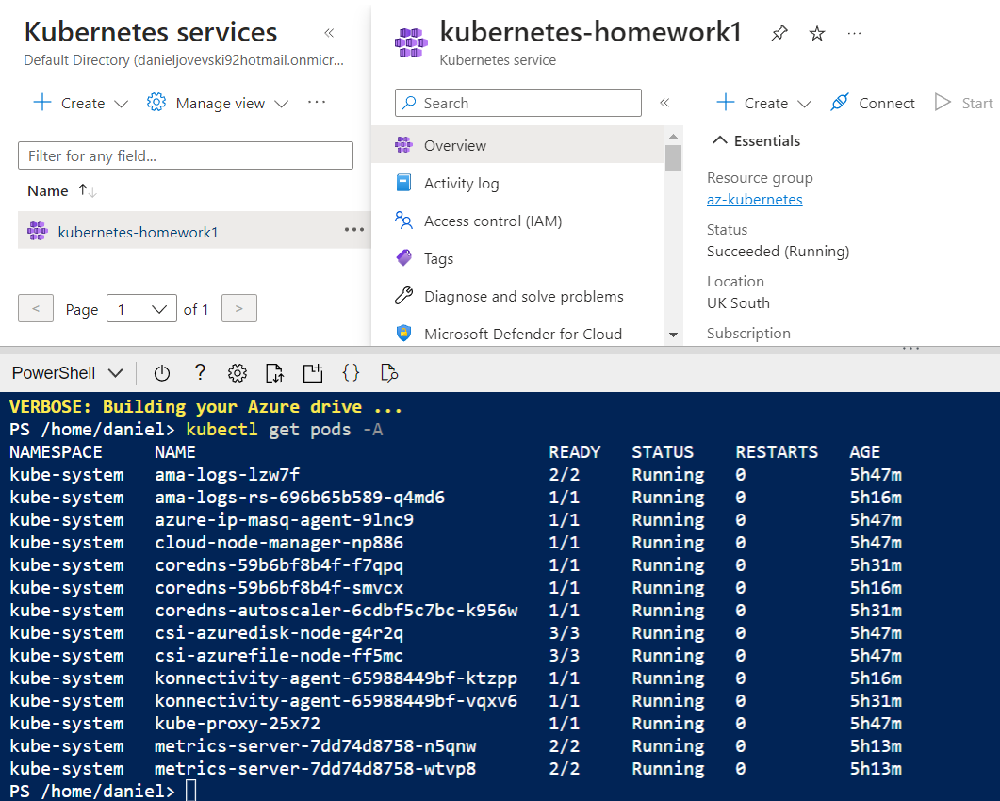 Kubernetes services
«
Default Directory (danieljovevski92hotmail.onmicr...
Create
Manage view
...
Filter for any field...
Name ↑↓
kubernetes-homework1
...
< Page 1 of 1 >
kubernetes-homework1
...
Kubernetes service
Search
«
Overview
Activity log
Access control (IAM)
Tags
Diagnose and solve problems
Microsoft Defender for Cloud
Create
Connect
Start
Essentials
Resource group
az-kubernetes
Status
Succeeded (Running)
Location
UK South
Subscription
...
PowerShell ? {}
VERBOSE: Building your Azure drive ...
PS /home/daniel> kubectl get pods -A
NAMESPACE NAME READY STATUS RESTARTS AGE
kube-system ama-logs-lzw7f 2/2 Running 0 5h47m
kube-system ama-logs-rs-696b65b589-q4md6 1/1 Running 0 5h16m
kube-system azure-ip-masq-agent-9lnc9 1/1 Running 0 5h47m
kube-system cloud-node-manager-np886 1/1 Running 0 5h47m
kube-system coredns-59b6bf8b4f-f7qpq 1/1 Running 0 5h31m
kube-system coredns-59b6bf8b4f-smvcx 1/1 Running 0 5h16m
kube-system coredns-autoscaler-6cdbf5c7bc-k956w 1/1 Running 0 5h31m
kube-system csi-azuredisk-node-g4r2q 3/3 Running 0 5h47m
kube-system csi-azurefile-node-ff5mc 3/3 Running 0 5h47m
kube-system konnectivity-agent-65988449bf-ktzpp 1/1 Running 0 5h16m
kube-system konnectivity-agent-65988449bf-vqxv6 1/1 Running 0 5h31m
kube-system kube-proxy-25x72 1/1 Running 0 5h47m
kube-system metrics-server-7dd74d8758-n5qnw 2/2 Running 0 5h13m
kube-system metrics-server-7dd74d8758-wtvp8 2/2 Running 0 5h13m
PS /home/daniel>